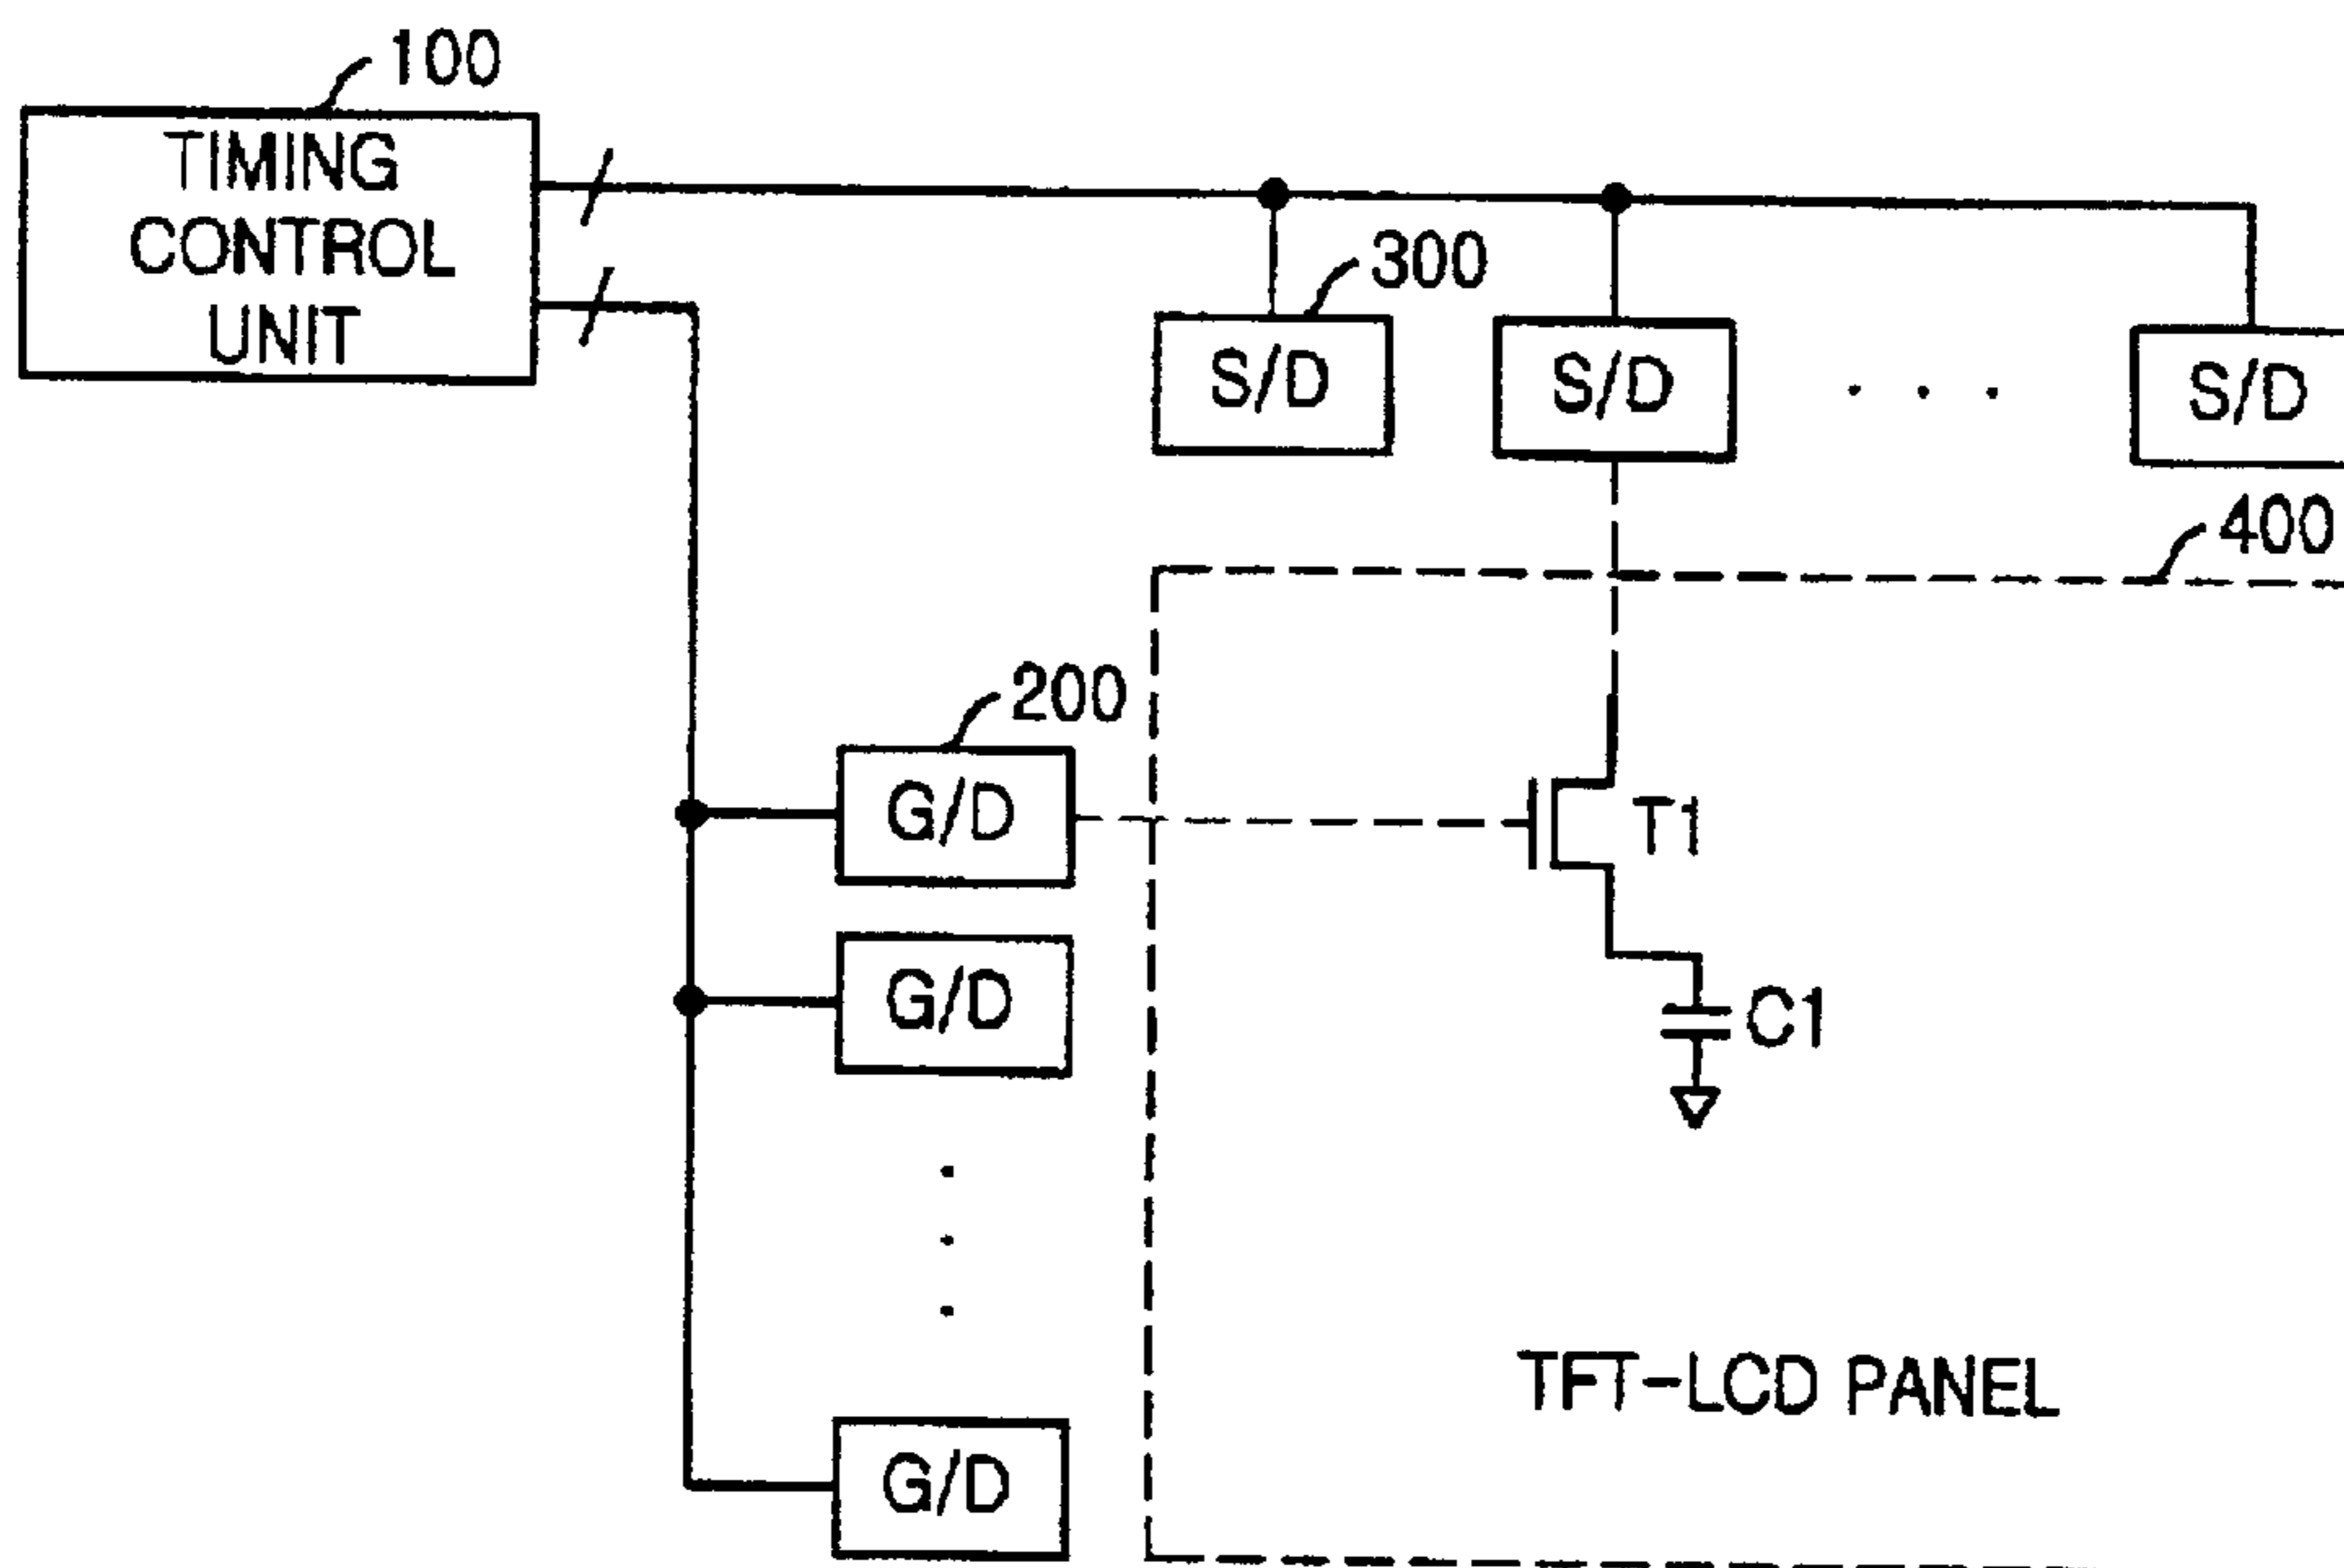 100
TIMING
CONTROL
UNIT
300
S/D
S/D
. . .
S/D
400
200
G/D
T1
G/D
C1
TFT-LCD PANEL
G/D